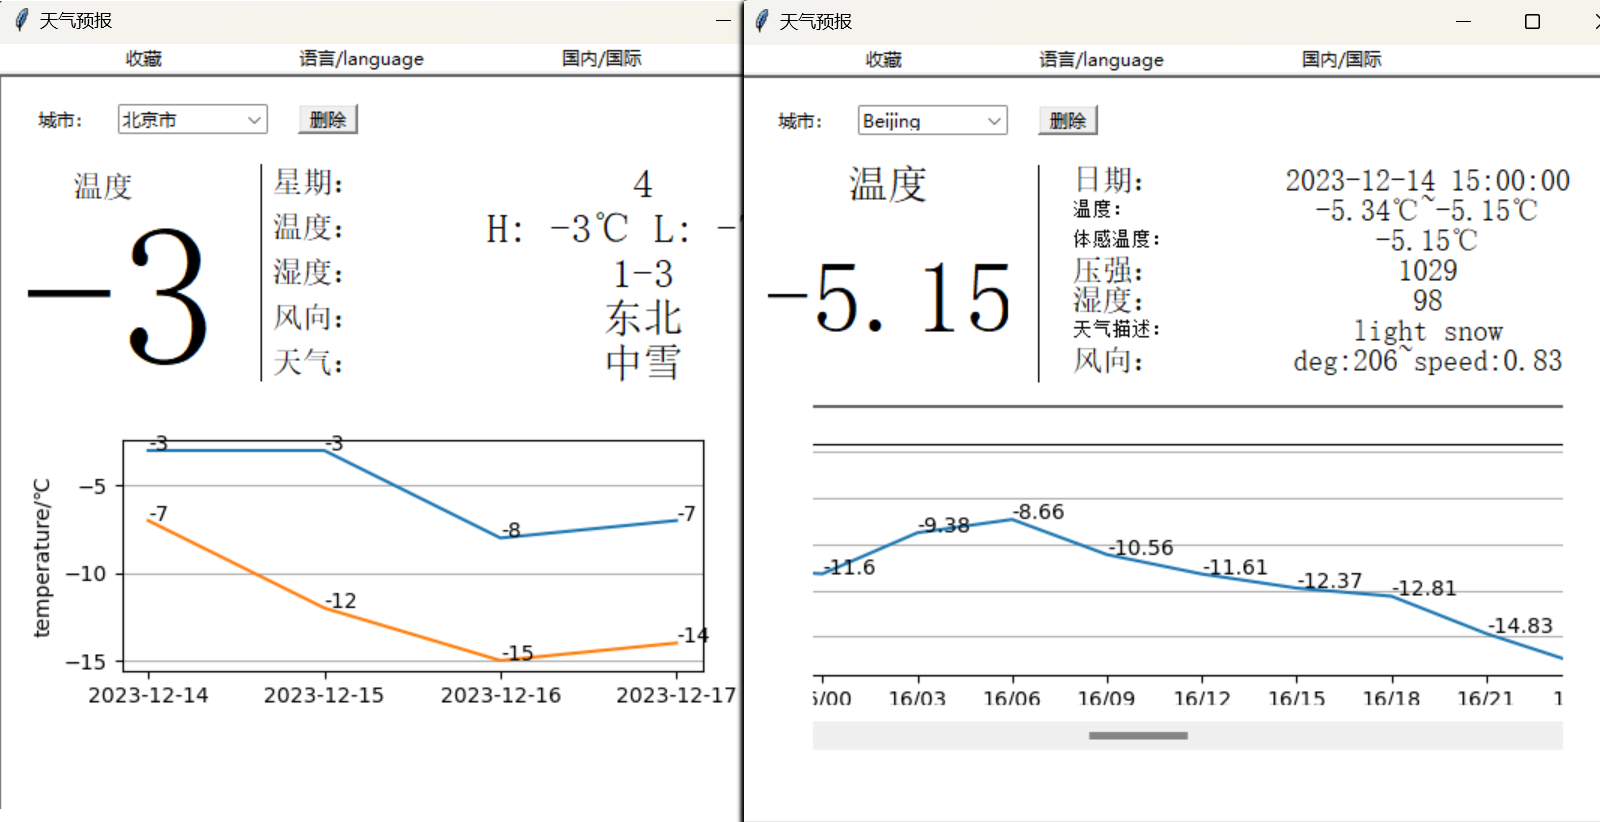 天气预报
收藏 语言/language 国内/国际
城市： 北京市 删除
温度
-3
星期： 4
温度： H: -3℃ L: -
湿度： 1-3
风向： 东北
天气： 中雪
temperature/℃
-5
-10
-15
-3 -3 -8 -7
-7 -12 -15 -14
2023-12-14 2023-12-15 2023-12-16 2023-12-17
天气预报
收藏 语言/language 国内/国际
城市： Beijing 删除
温度
-5.15
日期： 2023-12-14 15:00:00
温度： -5.34℃~-5.15℃
体感温度： -5.15℃
压强： 1029
湿度： 98
天气描述： light snow
风向： deg:206~speed:0.83
-11.6 -9.38 -8.66 -10.56 -11.61 -12.37 -12.81 -14.83
/00 16/03 16/06 16/09 16/12 16/15 16/18 16/21 1